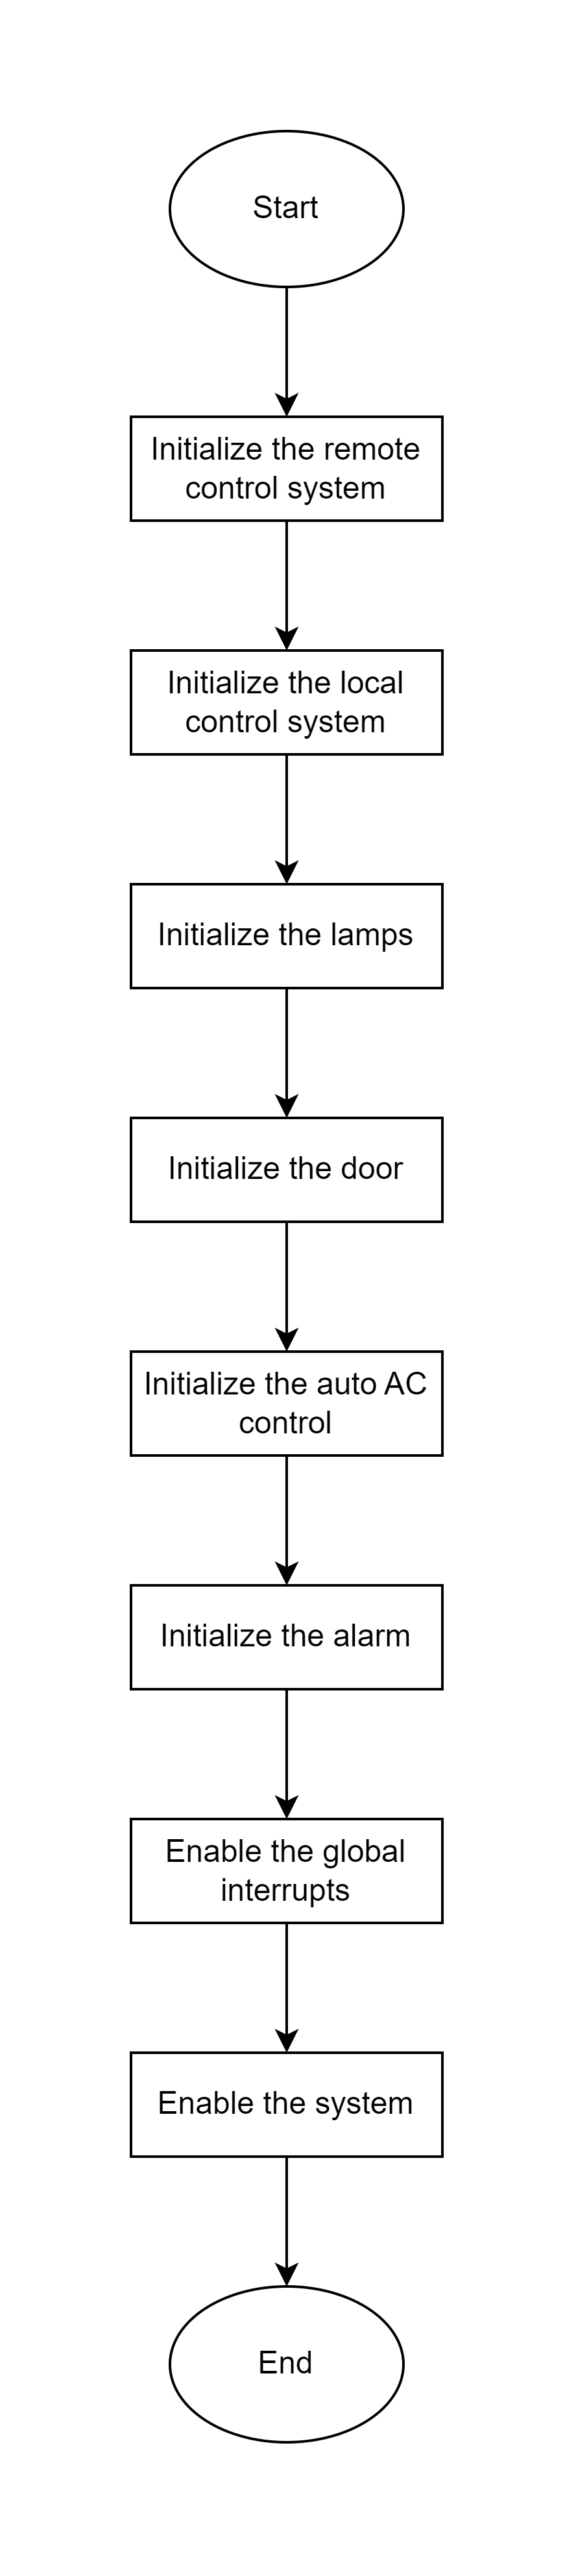 Start
Initialize the remote
control system
Initialize the local
control system
Initialize the lamps
Initialize the door
Initialize the auto AC
control
Initialize the alarm
Enable the global
interrupts
Enable the system
End